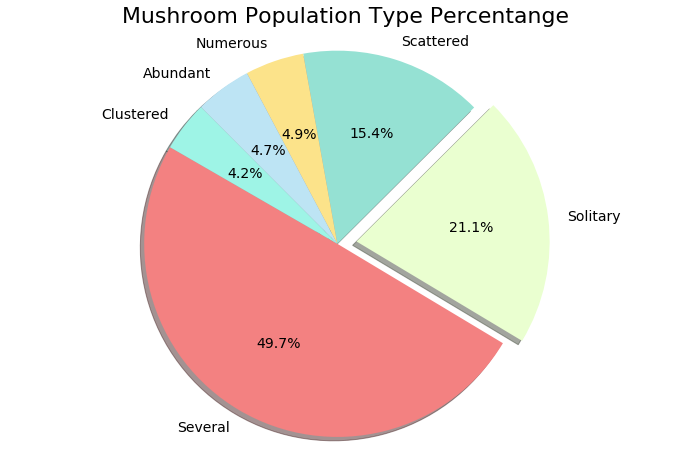 Mushroom Population Type Percentange
Scattered
Numerous
Abundant
Clustered
15.4%
4.9%
4.7%
4.2%
Solitary
21.1%
49.7%
Several